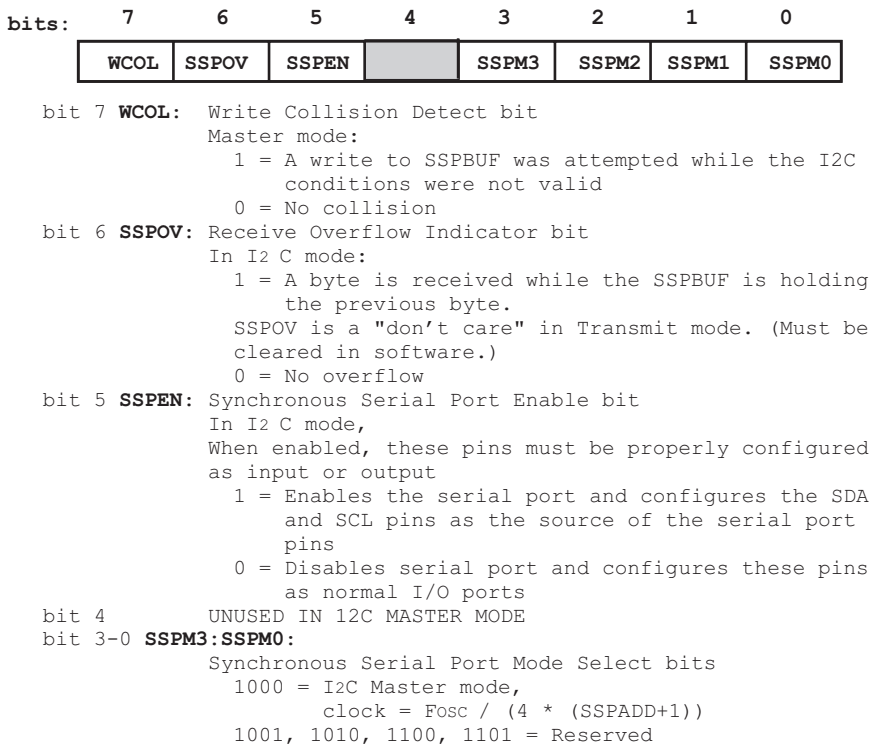 bits: 7 6 5 4 3 2 1 0
WCOL SSPOV SSPEN SSPM3 SSPM2 SSPM1 SSPM0
bit 7 WCOL: Write Collision Detect bit
Master mode:
1 = A write to SSPBUF was attempted while the I2C
conditions were not valid
0 = No collision
bit 6 SSPOV: Receive Overflow Indicator bit
In I2 C mode:
1 = A byte is received while the SSPBUF is holding
the previous byte.
SSPOV is a "don't care" in Transmit mode. (Must be
cleared in software.)
0 = No overflow
bit 5 SSPEN: Synchronous Serial Port Enable bit
In I2 C mode,
When enabled, these pins must be properly configured
as input or output
1 = Enables the serial port and configures the SDA
and SCL pins as the source of the serial port
pins
0 = Disables serial port and configures these pins
as normal I/O ports
bit 4 UNUSED IN 12C MASTER MODE
bit 3-0 SSPM3:SSPM0:
Synchronous Serial Port Mode Select bits
1000 = I2C Master mode,
clock = FOSC / (4 * (SSPADD+1))
1001, 1010, 1100, 1101 = Reserved